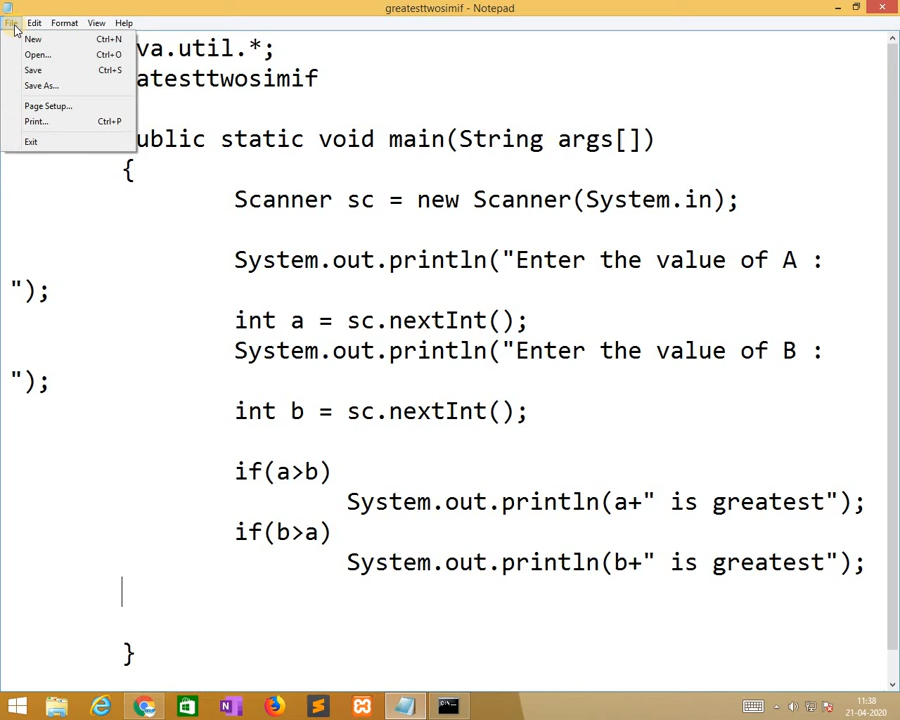 greatesttwosimif - Notepad
File Edit Format View Help
New Ctrl+N
Open... Ctrl+O
Save Ctrl+S
Save As...
Page Setup...
Print... Ctrl+P
Exit
va.util.*;
eatesttwosimif
public static void main(String args[])
{
Scanner sc = new Scanner(System.in);
System.out.println("Enter the value of A :
");
int a = sc.nextInt();
System.out.println("Enter the value of B :
");
int b = sc.nextInt();
if(a>b)
System.out.println(a+" is greatest");
if(b>a)
System.out.println(b+" is greatest");
}
11:38
21-04-2020